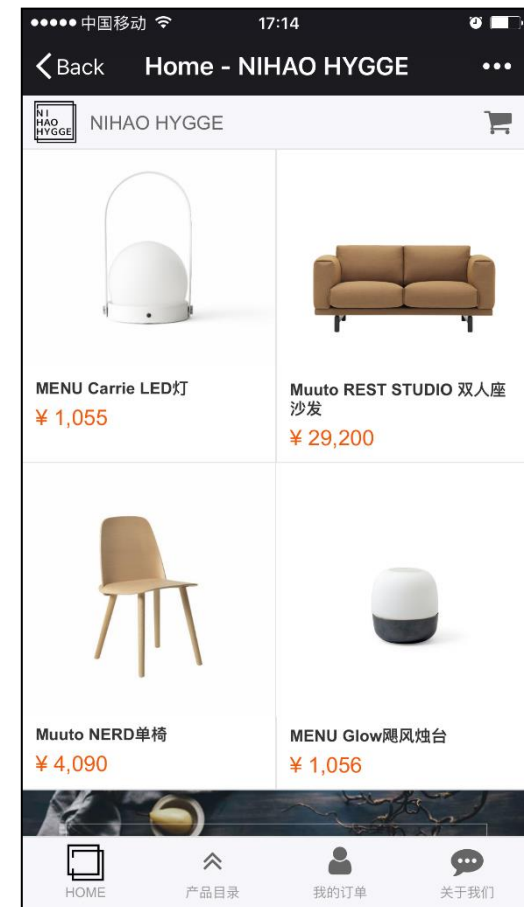 中国移动 17:14
Back Home - NIHAO HYGGE
NI
HAO
HYGGE
NIHAO HYGGE
MENU Carrie LED灯
¥ 1,055
Muuto REST STUDIO 双人座
沙发
¥ 29,200
Muuto NERD单椅
¥ 4,090
MENU Glow飓风烛台
¥ 1,056
HOME 产品目录 我的订单 关于我们